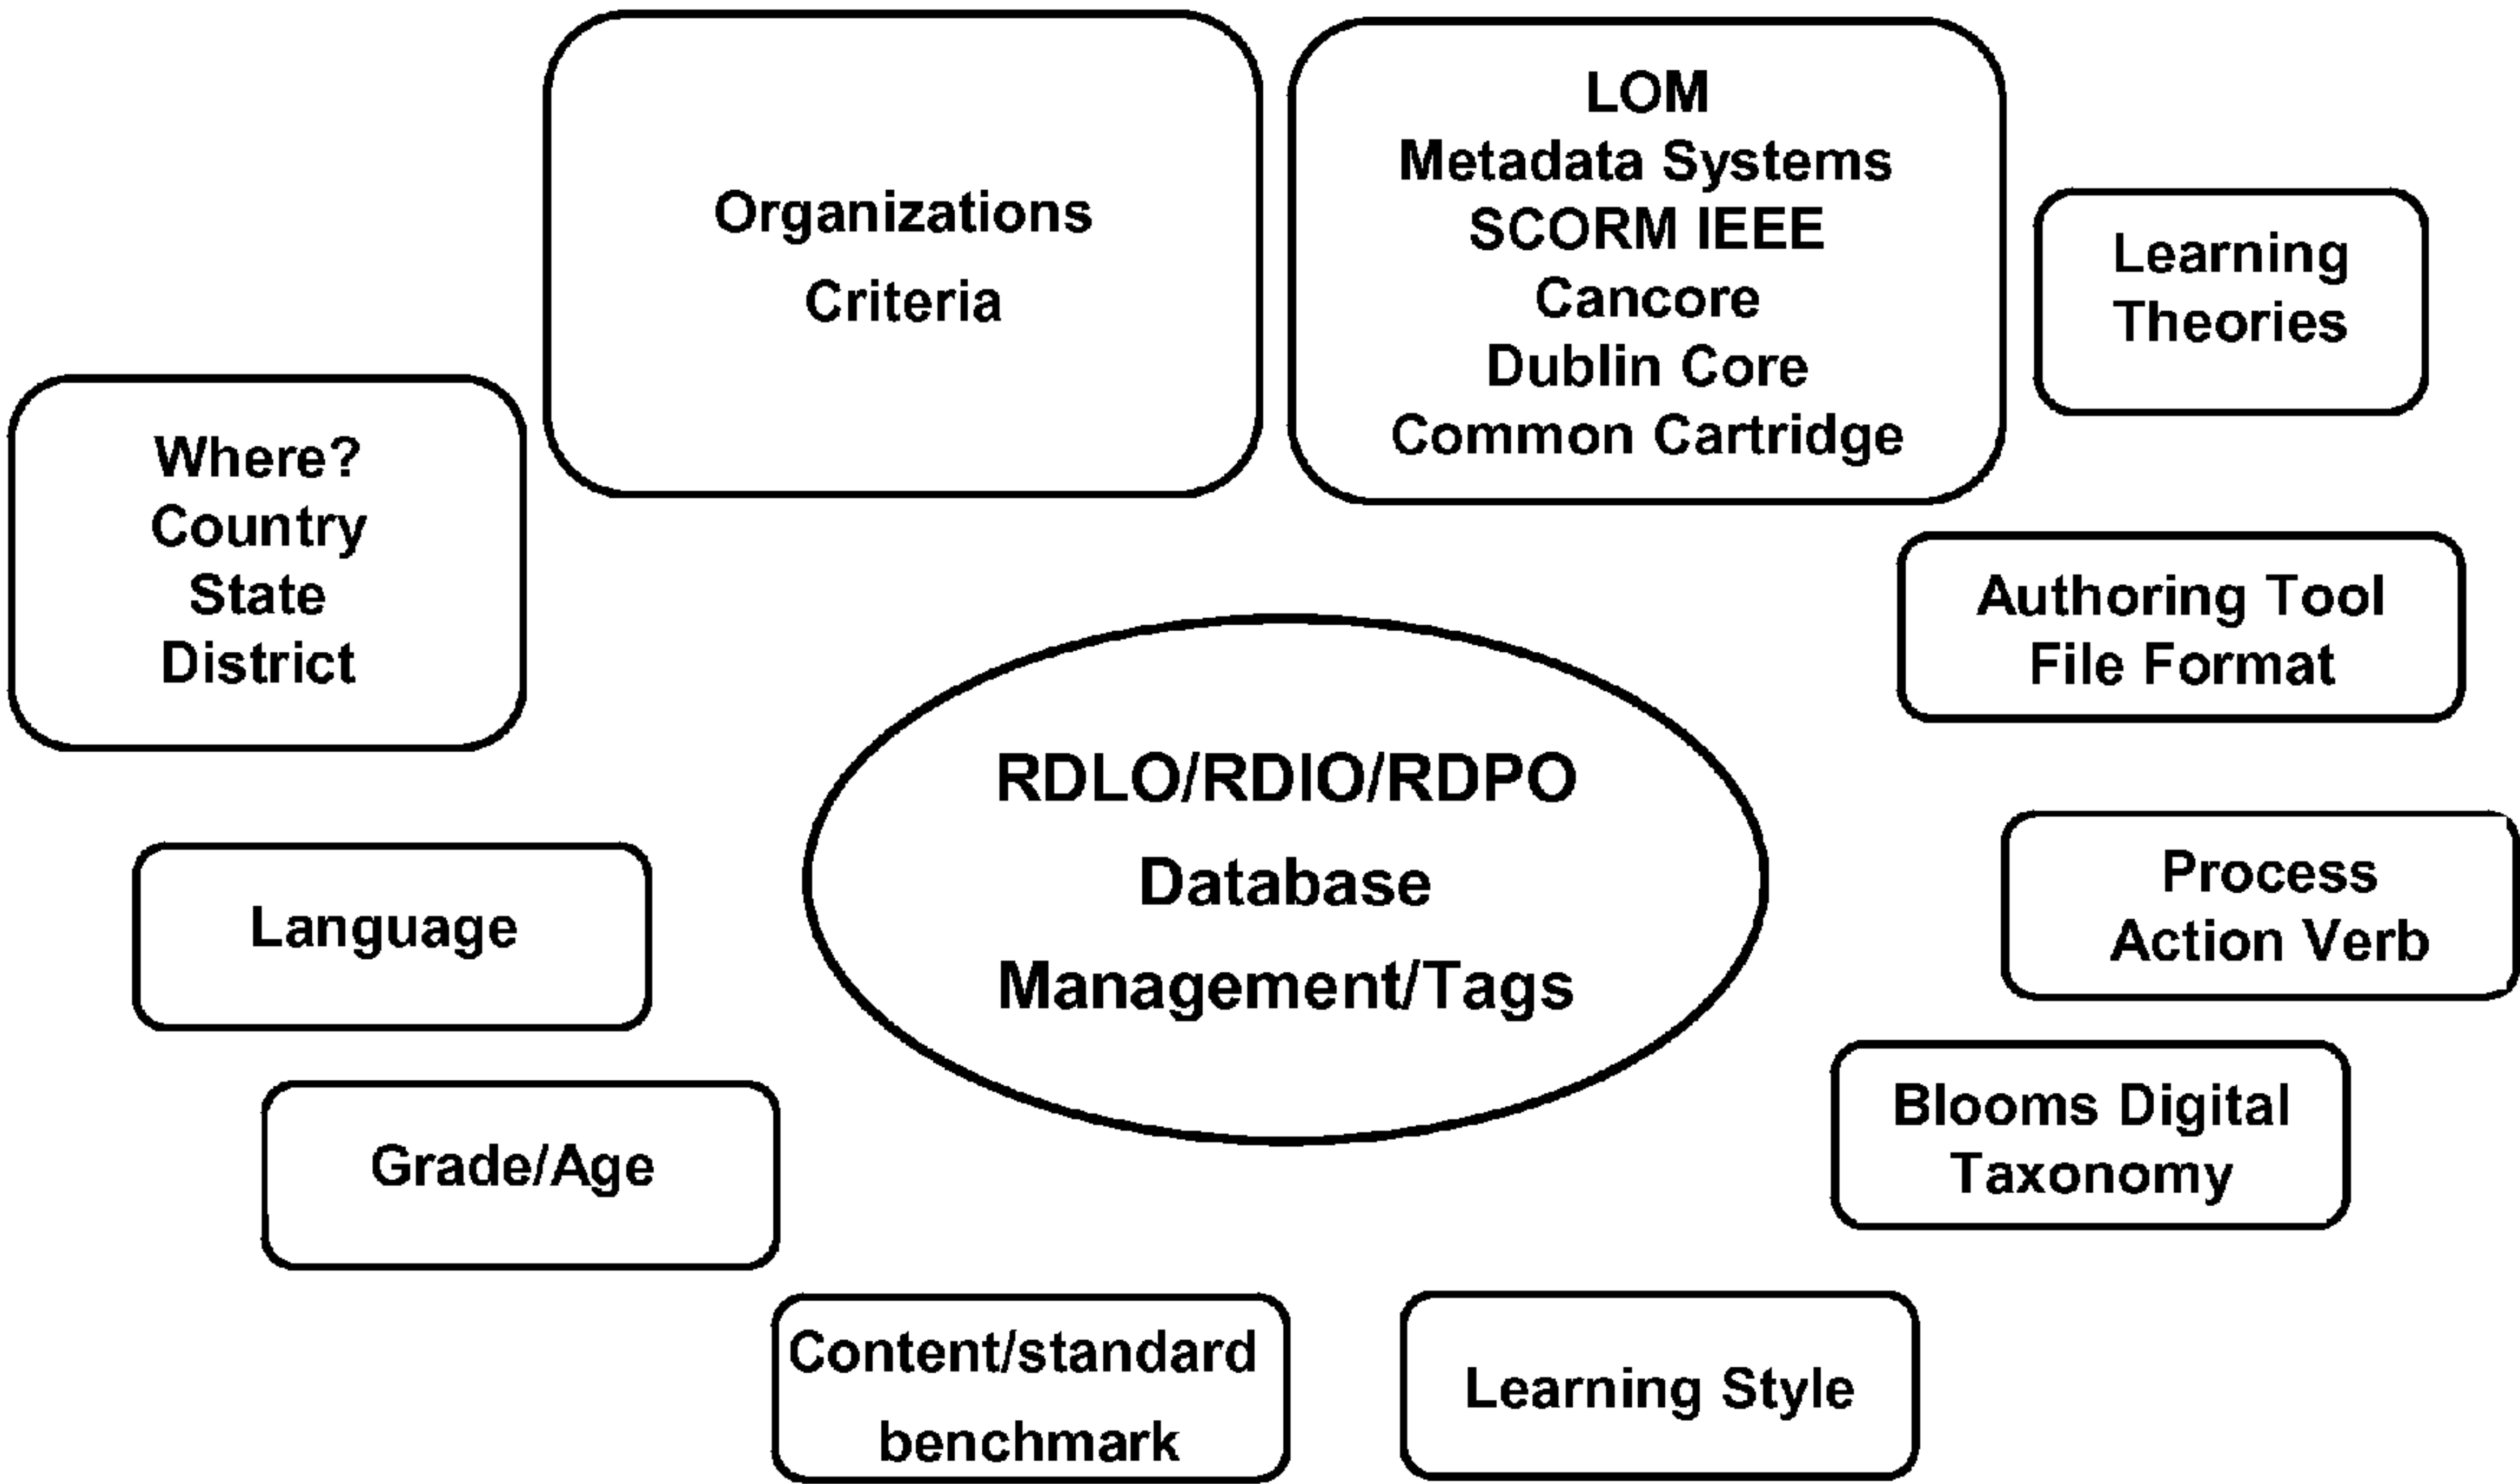 Organizations
Criteria
LOM
Metadata Systems
SCORM IEEE
Cancore
Dublin Core
Common Cartridge
Learning
Theories
Where?
Country
State
District
Authoring Tool
File Format
RDLO/RDIO/RDPO
Database
Management/Tags
Process
Action Verb
Language
Blooms Digital
Taxonomy
Grade/Age
Content/standard
benchmark
Learning Style